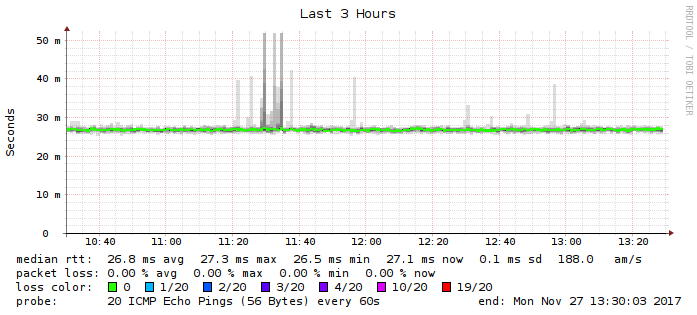 Last 3 Hours
RRDTOOL / TOBI OETIKER
Seconds
50 m
40 m
30 m
20 m
10 m
0
10:40 11:00 11:20 11:40 12:00 12:20 12:40 13:00 13:20
median rtt: 26.8 ms avg 27.3 ms max 26.5 ms min 27.1 ms now 0.1 ms sd 188.0 am/s
packet loss: 0.00 % avg 0.00 % max 0.00 % min 0.00 % now
loss color: 0 1/20 2/20 3/20 4/20 10/20 19/20
probe: 20 ICMP Echo Pings (56 Bytes) every 60s end: Mon Nov 27 13:30:03 2017